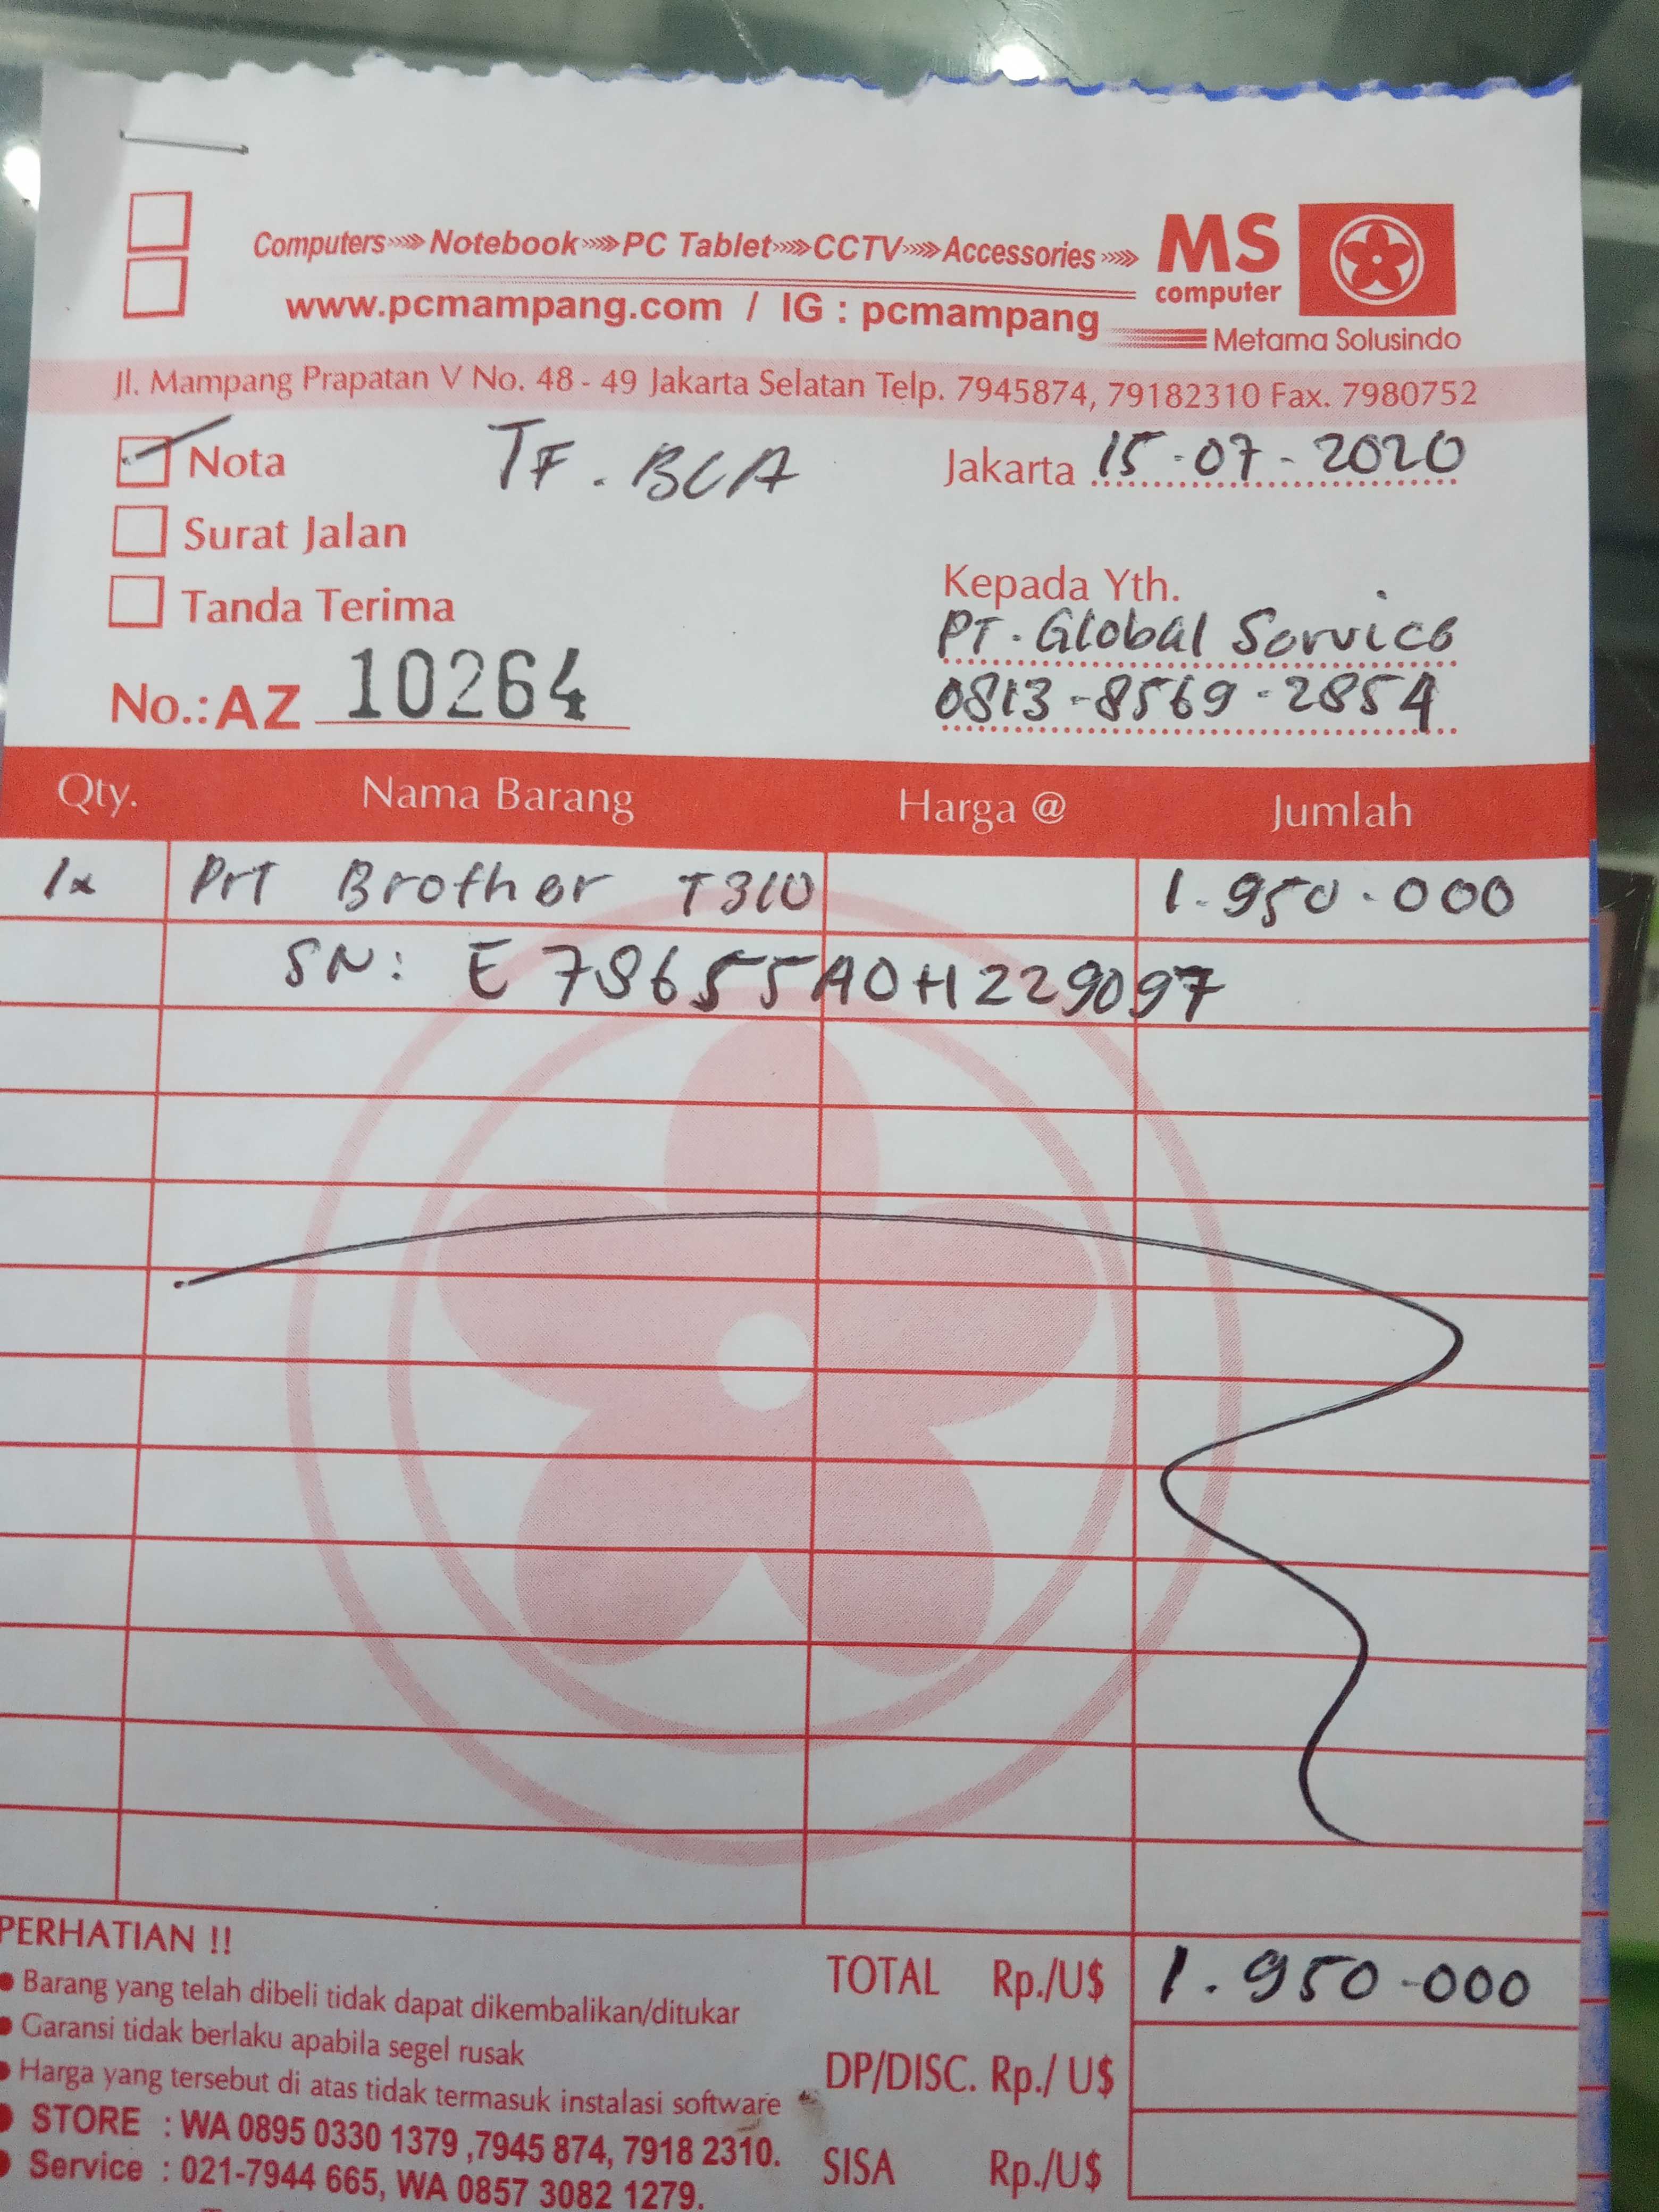 Computers Notebook PC Tablet CCTV Accessories
MS
computer
www.pcmampang.com / IG : pcmampang
Metama Solusindo
Jl. Mampang Prapatan V No. 48 - 49 Jakarta Selatan Telp. 7945874, 79182310 Fax. 7980752
Nota
TF. BCA
Jakarta 15-07-2020
Surat Jalan
Tanda Terima
Kepada Yth.
PT. Global Service
0813-8569-2854
No.: AZ 10264
Qty. Nama Barang Harga @ Jumlah
1x Prt Brother T310 1.950.000
SN: E78655A0H229097
PERHATIAN !!
• Barang yang telah dibeli tidak dapat dikembalikan/ditukar
• Garansi tidak berlaku apabila segel rusak
• Harga yang tersebut di atas tidak termasuk instalasi software
• STORE : WA 0895 0330 1379 ,7945 874, 7918 2310.
• Service : 021-7944 665, WA 0857 3082 1279.
TOTAL Rp./U$ 1.950-000
DP/DISC. Rp./ U$
SISA Rp./U$